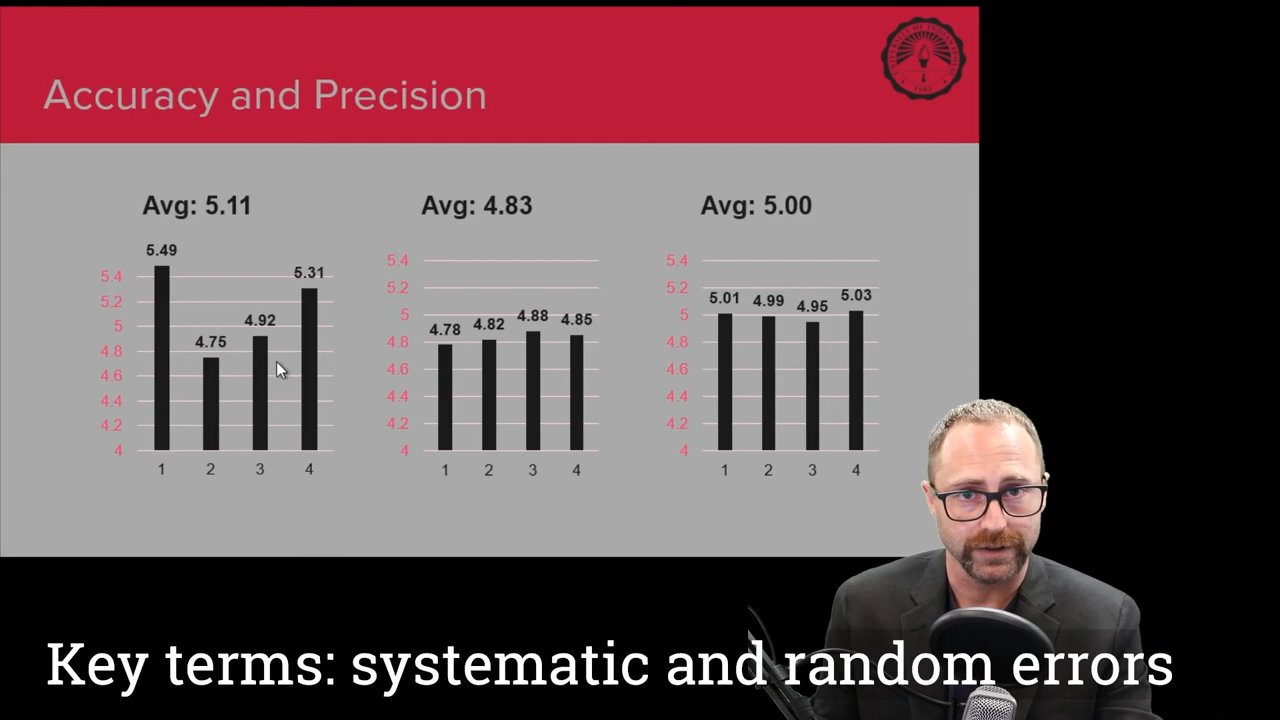 Accuracy and Precision
UNIVERSITY OF INDIANAPOLIS
1902
Avg: 5.11
5.49
5.31
4.92
4.75
5.4
5.2
5
4.8
4.6
4.4
4.2
4
1 2 3 4
Avg: 4.83
4.78 4.82 4.88 4.85
5.4
5.2
5
4.8
4.6
4.4
4.2
4
1 2 3 4
Avg: 5.00
5.01 4.99 4.95 5.03
5.4
5.2
5
4.8
4.6
4.4
4.2
4
1 2 3 4
Key terms: systematic and random errors